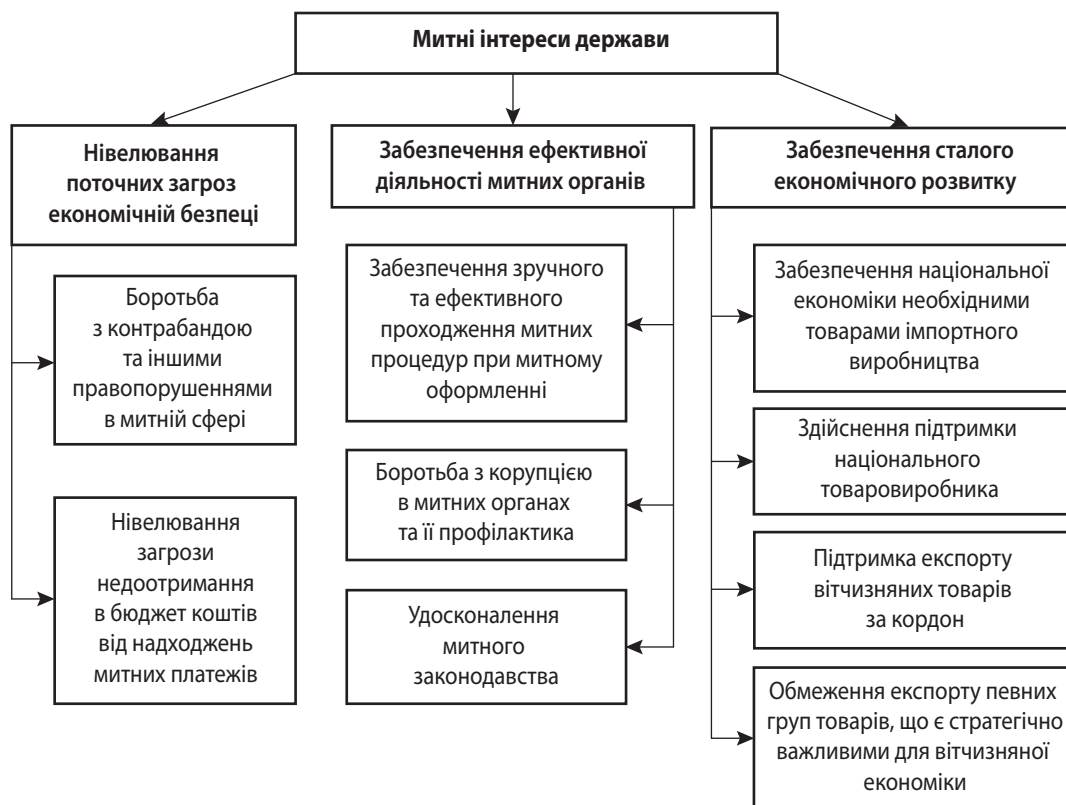 Митні інтереси держави
Нівелювання
поточних загроз
економічній безпеці
Боротьба
з контрабандою
та іншими
правопорушеннями
в митній сфері
Нівелювання
загрози
недоотримання
в бюджет коштів
від надходжень
митних платежів
Забезпечення ефективної
діяльності митних органів
Забезпечення зручного
та ефективного
проходження митних
процедур при митному
оформленні
Боротьба з корупцією
в митних органах
та її профілактика
Удосконалення
митного
законодавства
Забезпечення сталого
економічного розвитку
Забезпечення національної
економіки необхідними
товарами імпортного
виробництва
Здійснення підтримки
національного
товаровиробника
Підтримка експорту
вітчизняних товарів
за кордон
Обмеження експорту певних
груп товарів, що є стратегічно
важливими для вітчизняної
економіки